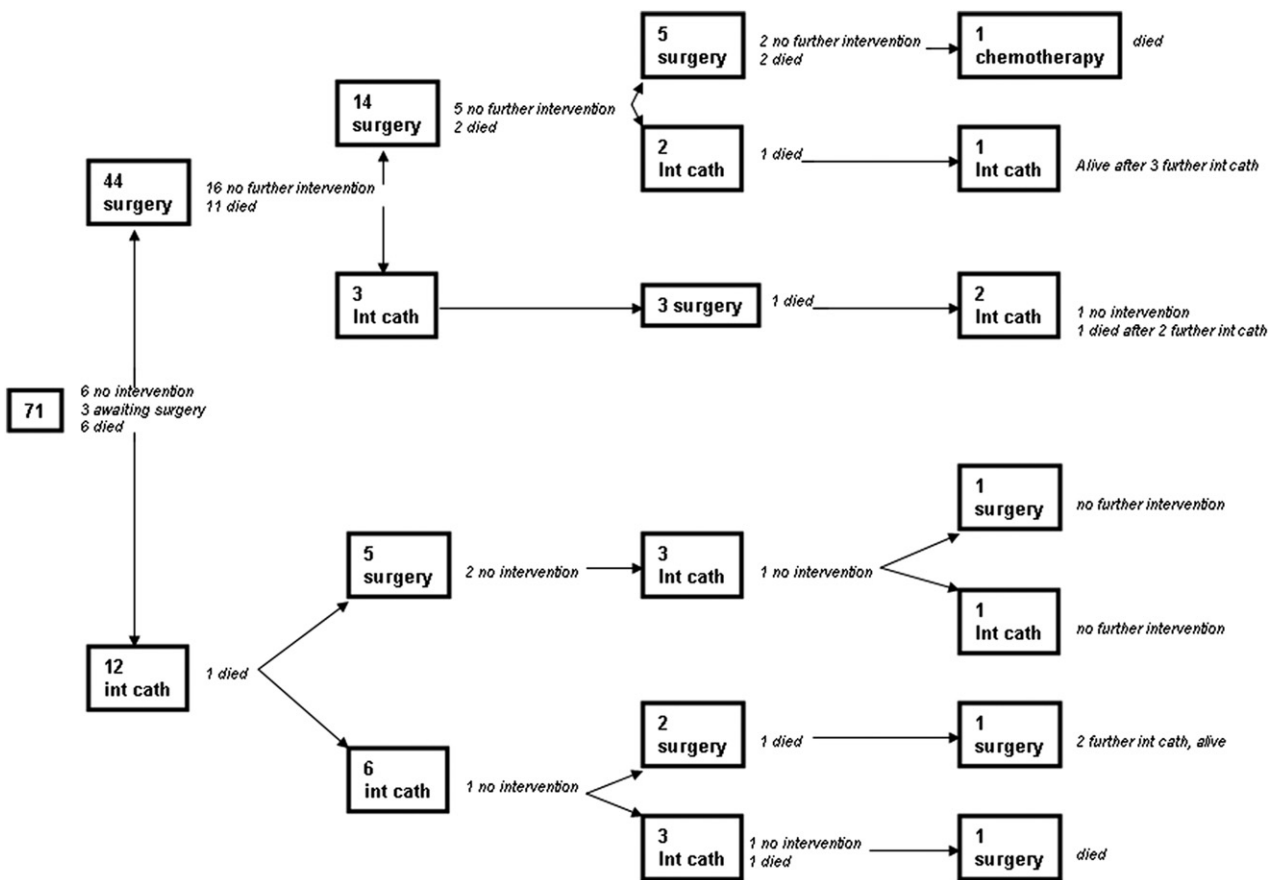 5
surgery
2 no further intervention
2 died
1
chemotherapy
died
14
surgery
5 no further intervention
2 died
2
Int cath
1 died
1
Int cath
Alive after 3 further int cath
44
surgery
16 no further intervention
11 died
3
Int cath
3 surgery
1 died
2
Int cath
1 no intervention
1 died after 2 further int cath
71
6 no intervention
3 awaiting surgery
6 died
1
surgery
no further intervention
5
surgery
2 no intervention
3
Int cath
1 no intervention
1
Int cath
no further intervention
12
int cath
1 died
2
surgery
1 died
1
surgery
2 further int cath, alive
6
int cath
1 no intervention
3
Int cath
1 no intervention
1 died
1
surgery
died